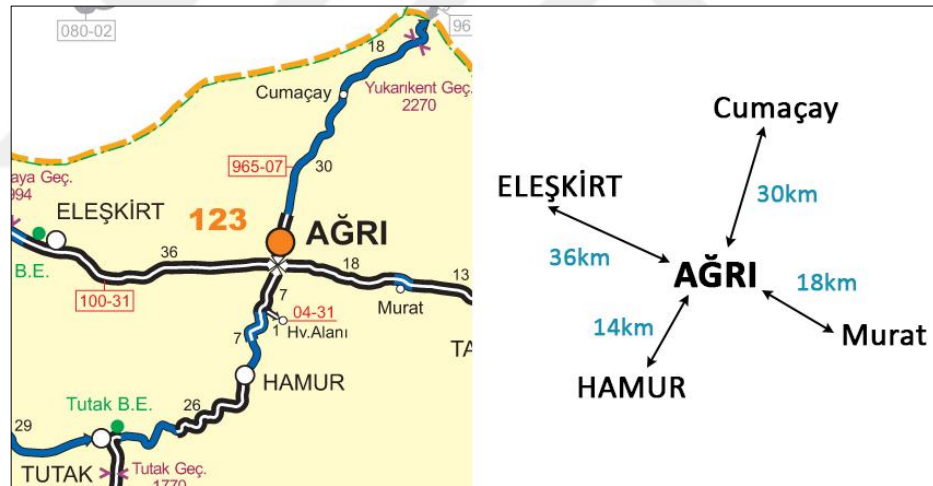 080-02
96
18
Cumaçay
Yukarıkent Geç.
2270
965-07
30
aya Geç.
994
ELEŞKİRT
123
AĞRI
B.E.
36
18
13
100-31
7
Murat
04-31
1
Hv.Alanı
7
TA
HAMUR
Tutak B.E.
26
29
TUTAK
Tutak Geç.
1770
Cumaçay
ELEŞKİRT
30km
36km
AĞRI
18km
14km
Murat
HAMUR